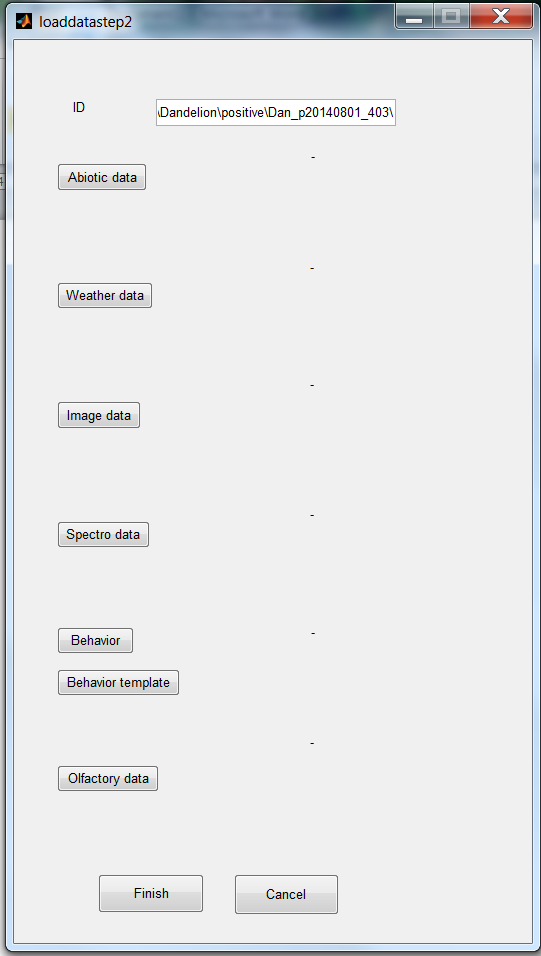 loaddatastep2
ID
\Dandelion\positive\Dan_p20140801_403\
-
Abiotic data
-
Weather data
-
Image data
-
Spectro data
-
Behavior
Behavior template
-
Olfactory data
Finish Cancel